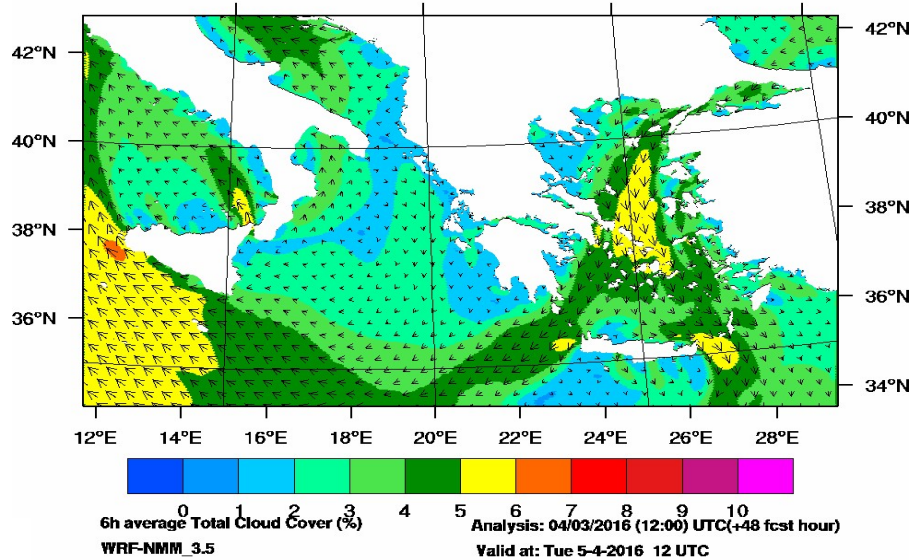 42°N 42°N
40°N 40°N
38°N 38°N
36°N 36°N
34°N
12°E 14°E 16°E 18°E 20°E 22°E 24°E 26°E 28°E
0 1 2 3 4 5 6 7 8 9 10
6h average Total Cloud Cover (%) Analysis: 04/03/2016 (12:00) UTC(+48 fcst hour)
WRF-NMM_3.5 Valid at: Tue 5-4-2016 12 UTC